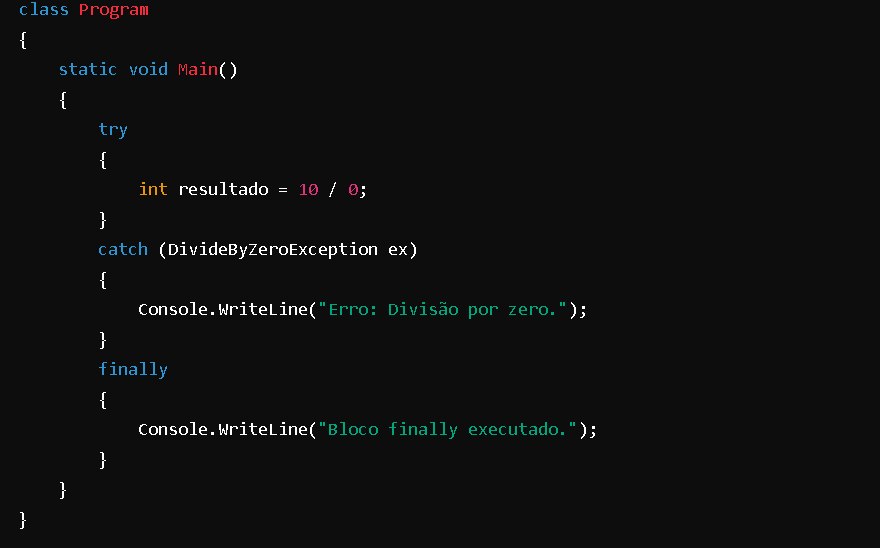 class Program
{
    static void Main()
    {
        try
        {
            int resultado = 10 / 0;
        }
        catch (DivideByZeroException ex)
        {
            Console.WriteLine("Erro: Divisão por zero.");
        }
        finally
        {
            Console.WriteLine("Bloco finally executado.");
        }
    }
}